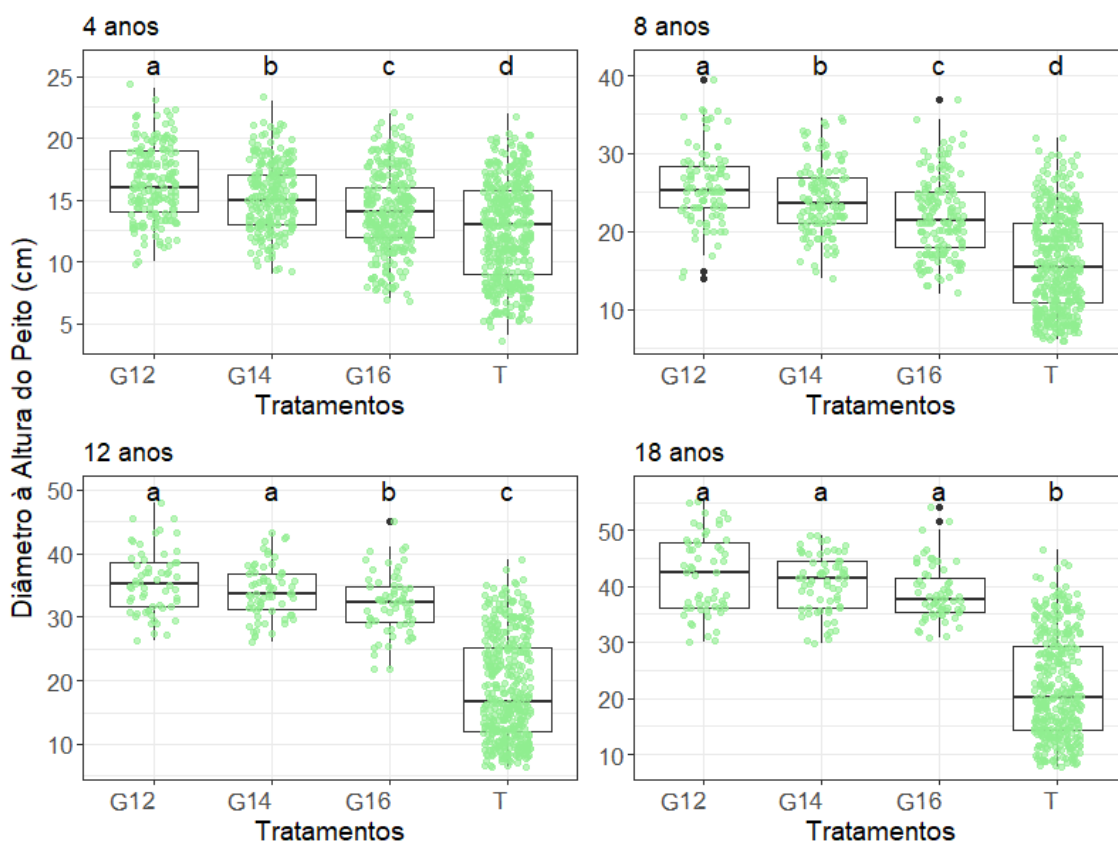 Diâmetro à Altura do Peito (cm)
4 anos
a b c d
25
20
15
10
5
G12 G14 G16 T
Tratamentos
8 anos
a b c d
40
30
20
10
G12 G14 G16 T
Tratamentos
12 anos
a a b c
50
40
30
20
10
G12 G14 G16 T
Tratamentos
18 anos
a a a b
50
40
30
20
10
G12 G14 G16 T
Tratamentos